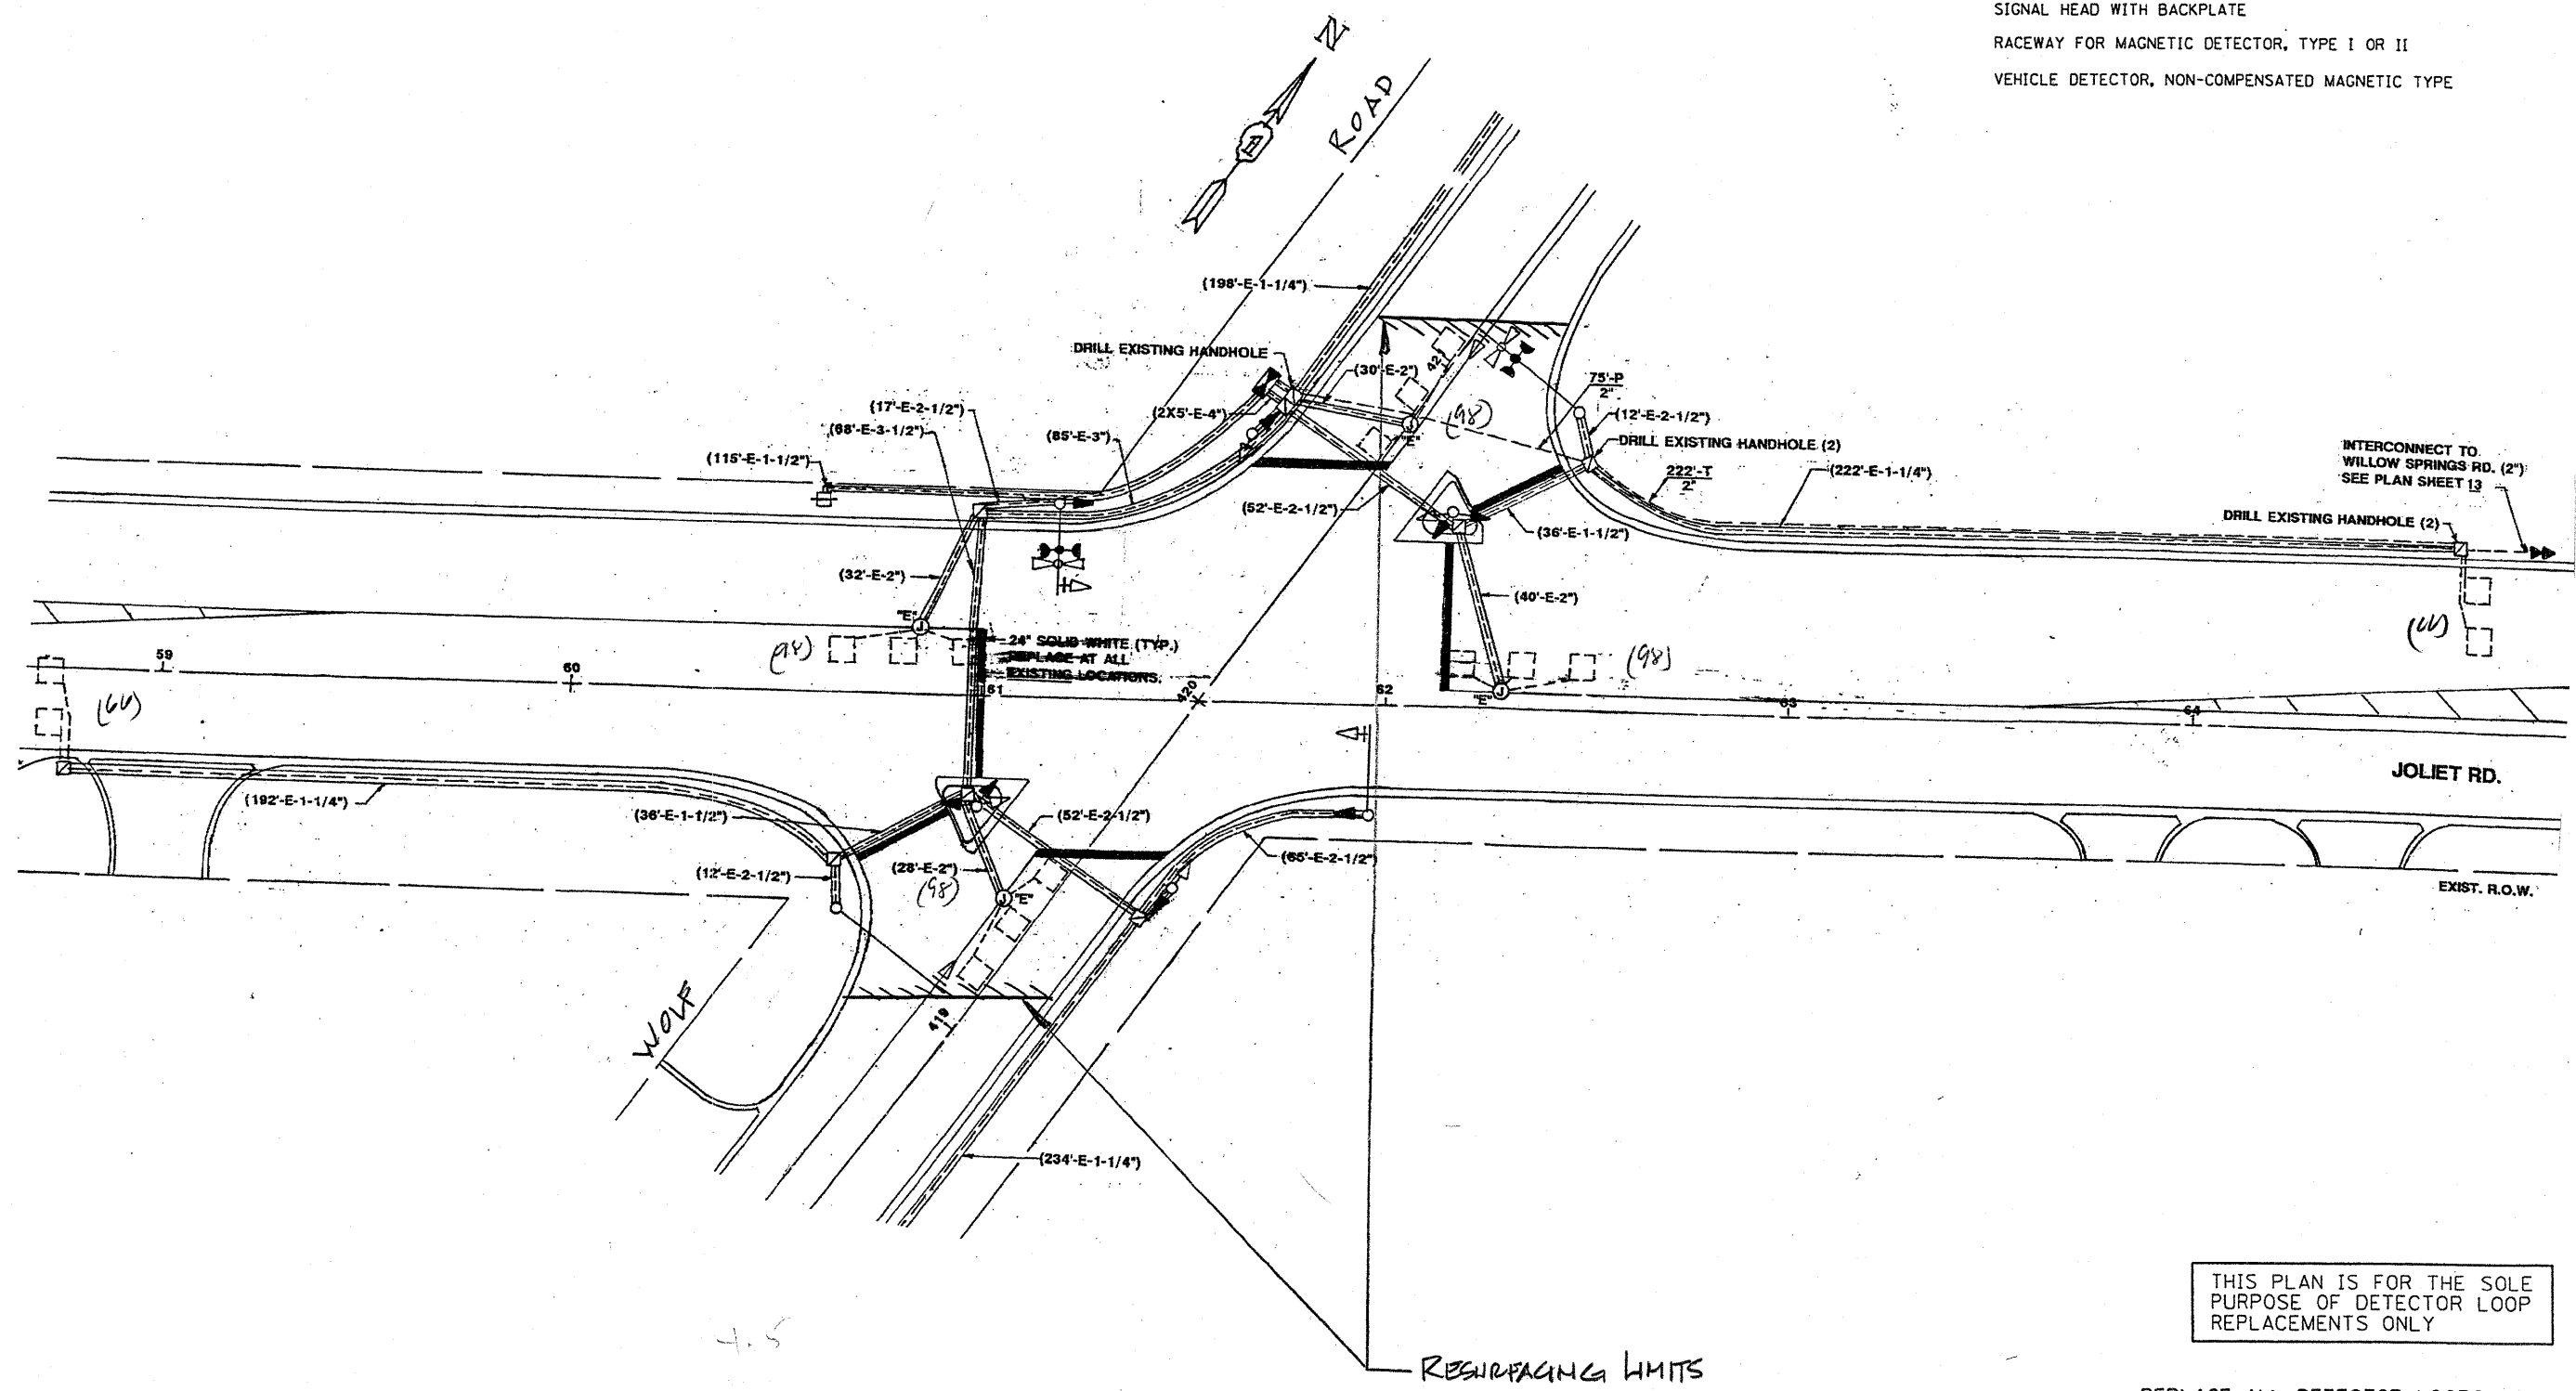 SIGNAL HEAD WITH BACKPLATE
RACEWAY FOR MAGNETIC DETECTOR, TYPE I OR II
VEHICLE DETECTOR, NON-COMPENSATED MAGNETIC TYPE
N
ROAD
(198'-E-1-1/4")
DRILL EXISTING HANDHOLE
(30'-E-2")
421
75'-P
2"
(2X5'-E-4")
(98)
"E"
J
(12'-E-2-1/2")
DRILL EXISTING HANDHOLE (2)
(17'-E-2-1/2")
(68'-E-3-1/2")
(85'-E-3")
(115'-E-1-1/2")
222'-T
2"
(222'-E-1-1/4")
INTERCONNECT TO
WILLOW SPRINGS RD. (2")
SEE PLAN SHEET 13
DRILL EXISTING HANDHOLE (2)
(52'-E-2-1/2")
(36'-E-1-1/2")
(32'-E-2")
(40'-E-2")
"E"
J
24" SOLID WHITE (TYP.)
REPLACE AT ALL
EXISTING LOCATIONS.
(98)
(98)
59
60
61
420
62
"E"
J
63
64
JOLIET RD.
(192'-E-1-1/4")
(36'-E-1-1/2")
(52'-E-2-1/2")
(65'-E-2-1/2")
(12'-E-2-1/2")
(28'-E-2")
(98)
J
"E"
EXIST. R.O.W.
WOLF
419
(234'-E-1-1/4")
THIS PLAN IS FOR THE SOLE
PURPOSE OF DETECTOR LOOP
REPLACEMENTS ONLY
RESURFACING LIMITS